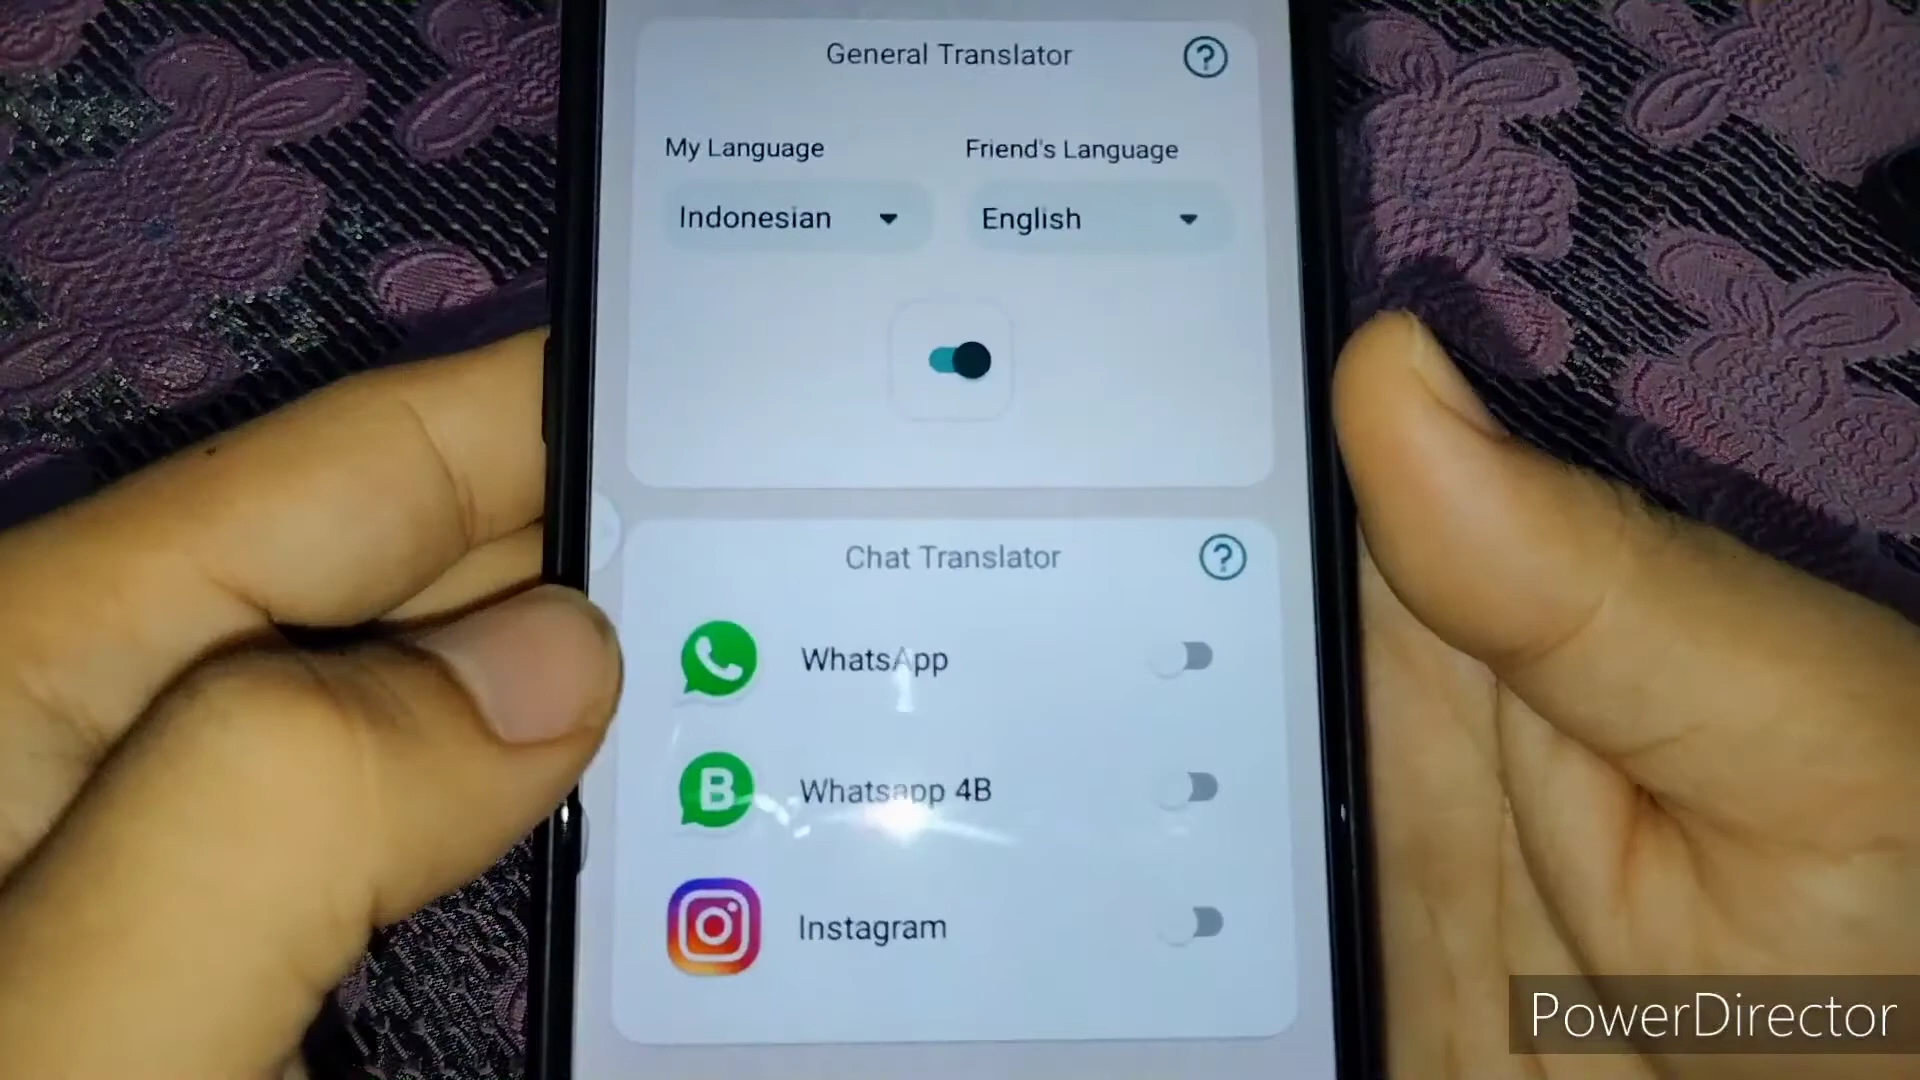 General Translator
My Language
Friend's Language
Indonesian
English
Chat Translator
WhatsApp
B
Whatsapp 4B
Instagram
PowerDirector